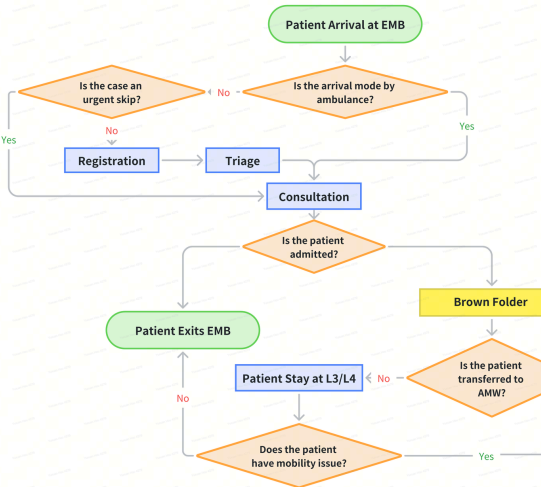 Patient Arrival at EMB
Is the case an
urgent skip?
No
Is the arrival mode by
ambulance?
Yes
Yes
No
Registration
Triage
Consultation
Is the patient
admitted?
Brown Folder
Patient Exits EMB
Is the patient
transferred to
AMW?
Patient Stay at L3/L4
No
No
Does the patient
have mobility issue?
Yes